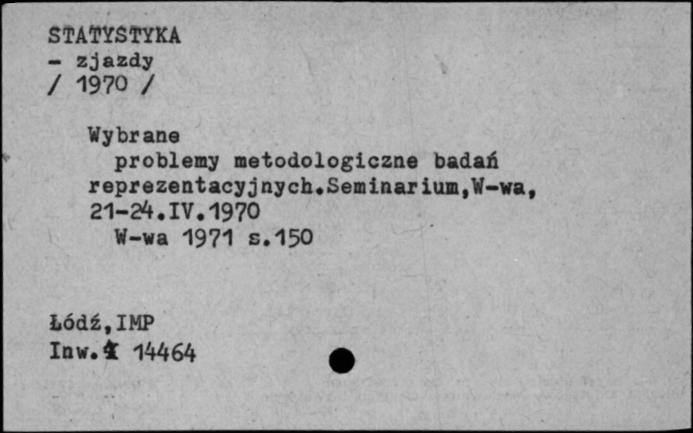 STATYSTYKA
- zjazdy
/ 1970 /
Wybrane
problemy metodologiczne badań
reprezentacyjnych.Seminarium,W-wa,
21-24.IV.1970
W-wa 1971 s.150
Łódź,IMP
Inw. 14464